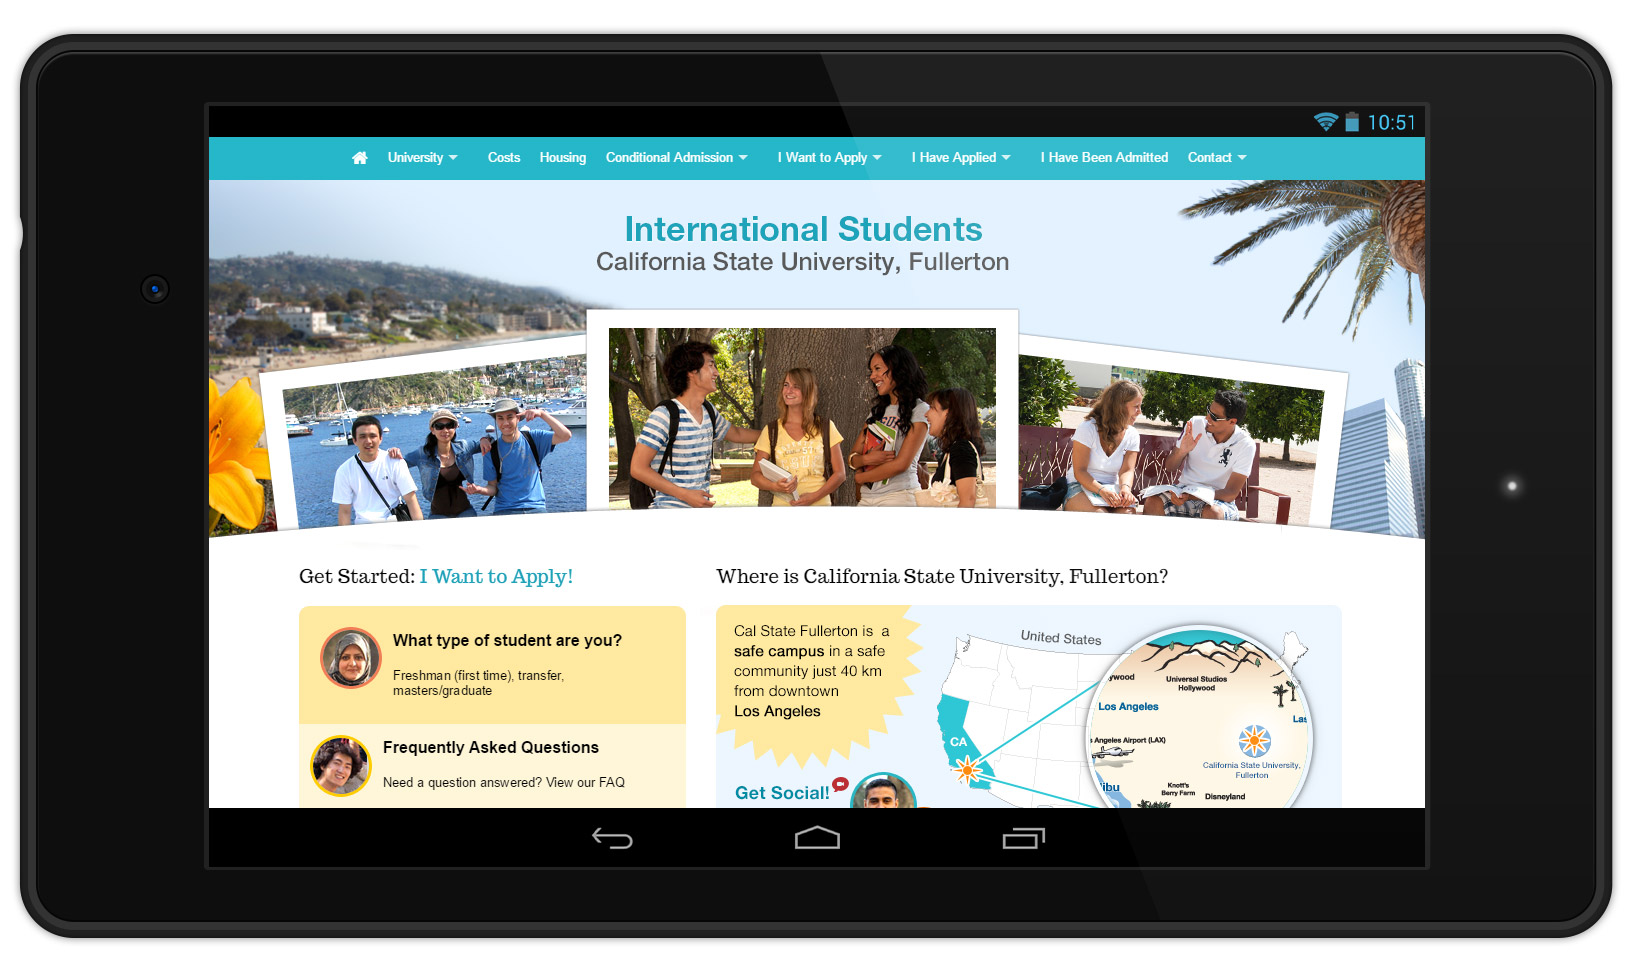 10:51
University
Costs
Housing
Conditional Admission
I Want to Apply
I Have Applied
I Have Been Admitted
Contact
International Students
California State University, Fullerton
Get Started: I Want to Apply!
What type of student are you?
Freshman (first time), transfer,
masters/graduate
Frequently Asked Questions
Need a question answered? View our FAQ
Where is California State University, Fullerton?
Cal State Fullerton is a
safe campus in a safe
community just 40 km
from downtown
Los Angeles
Get Social!
United States
CA
ywood
Universal Studios
Hollywood
Los Angeles
Las
Angeles Airport (LAX)
California State University,
Fullerton
ibu
Knott's
Berry Farm
Disneyland